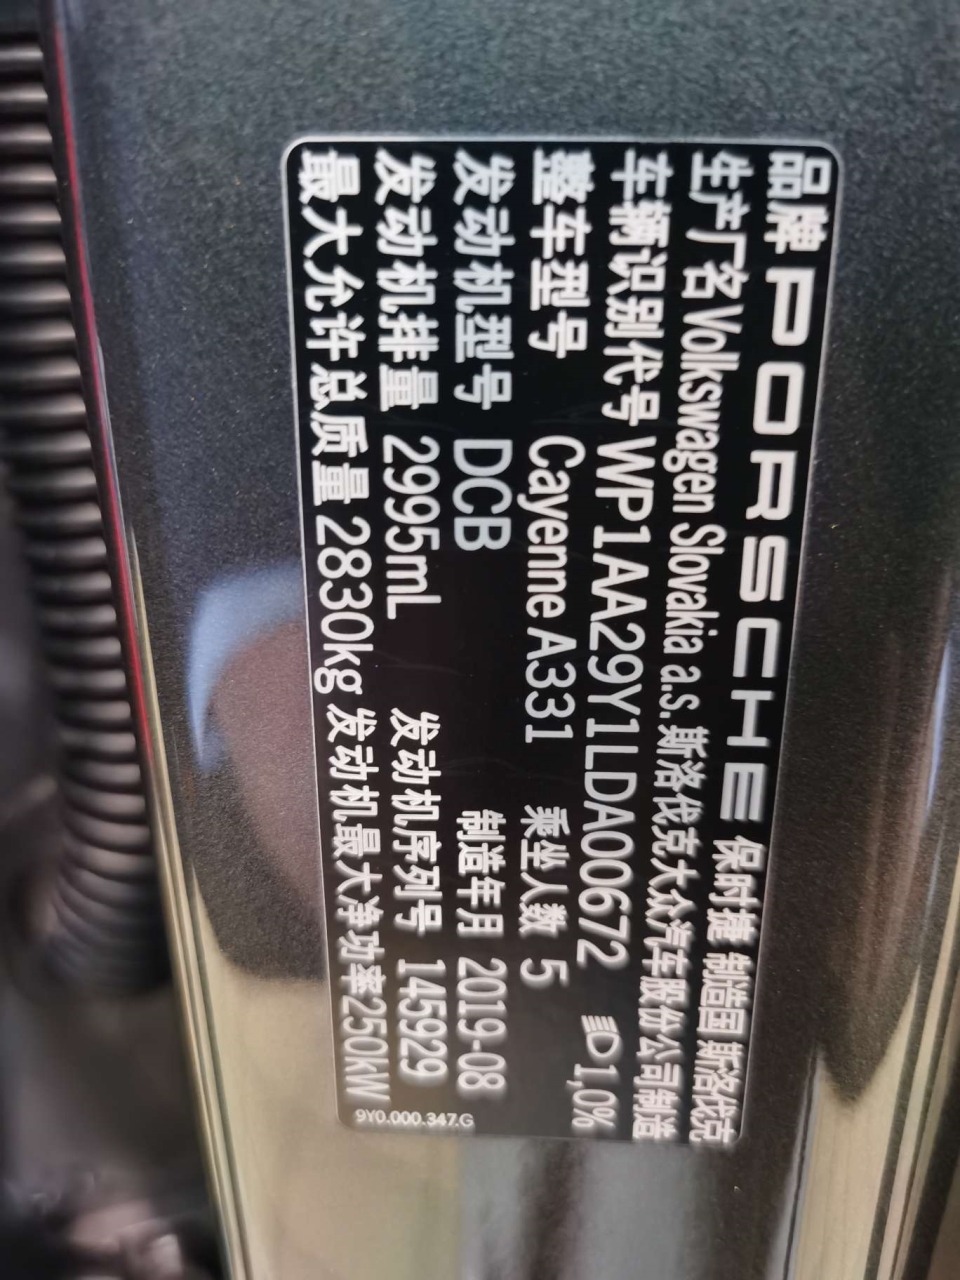 品牌 PORSCHE 保时捷 制造国 斯洛伐克
生产厂名 Volkswagen Slovakia a.s. 斯洛伐克大众汽车股份公司制造
车辆识别代号 WP1AA29Y1LDA00672 1,0%
整车型号 Cayenne A331 乘坐人数 5
发动机型号 DCB 制造年月 2019-08
发动机排量 2995mL 发动机序列号 145929
最大允许总质量 2830kg 发动机最大净功率250kW
9Y0.000.347.G